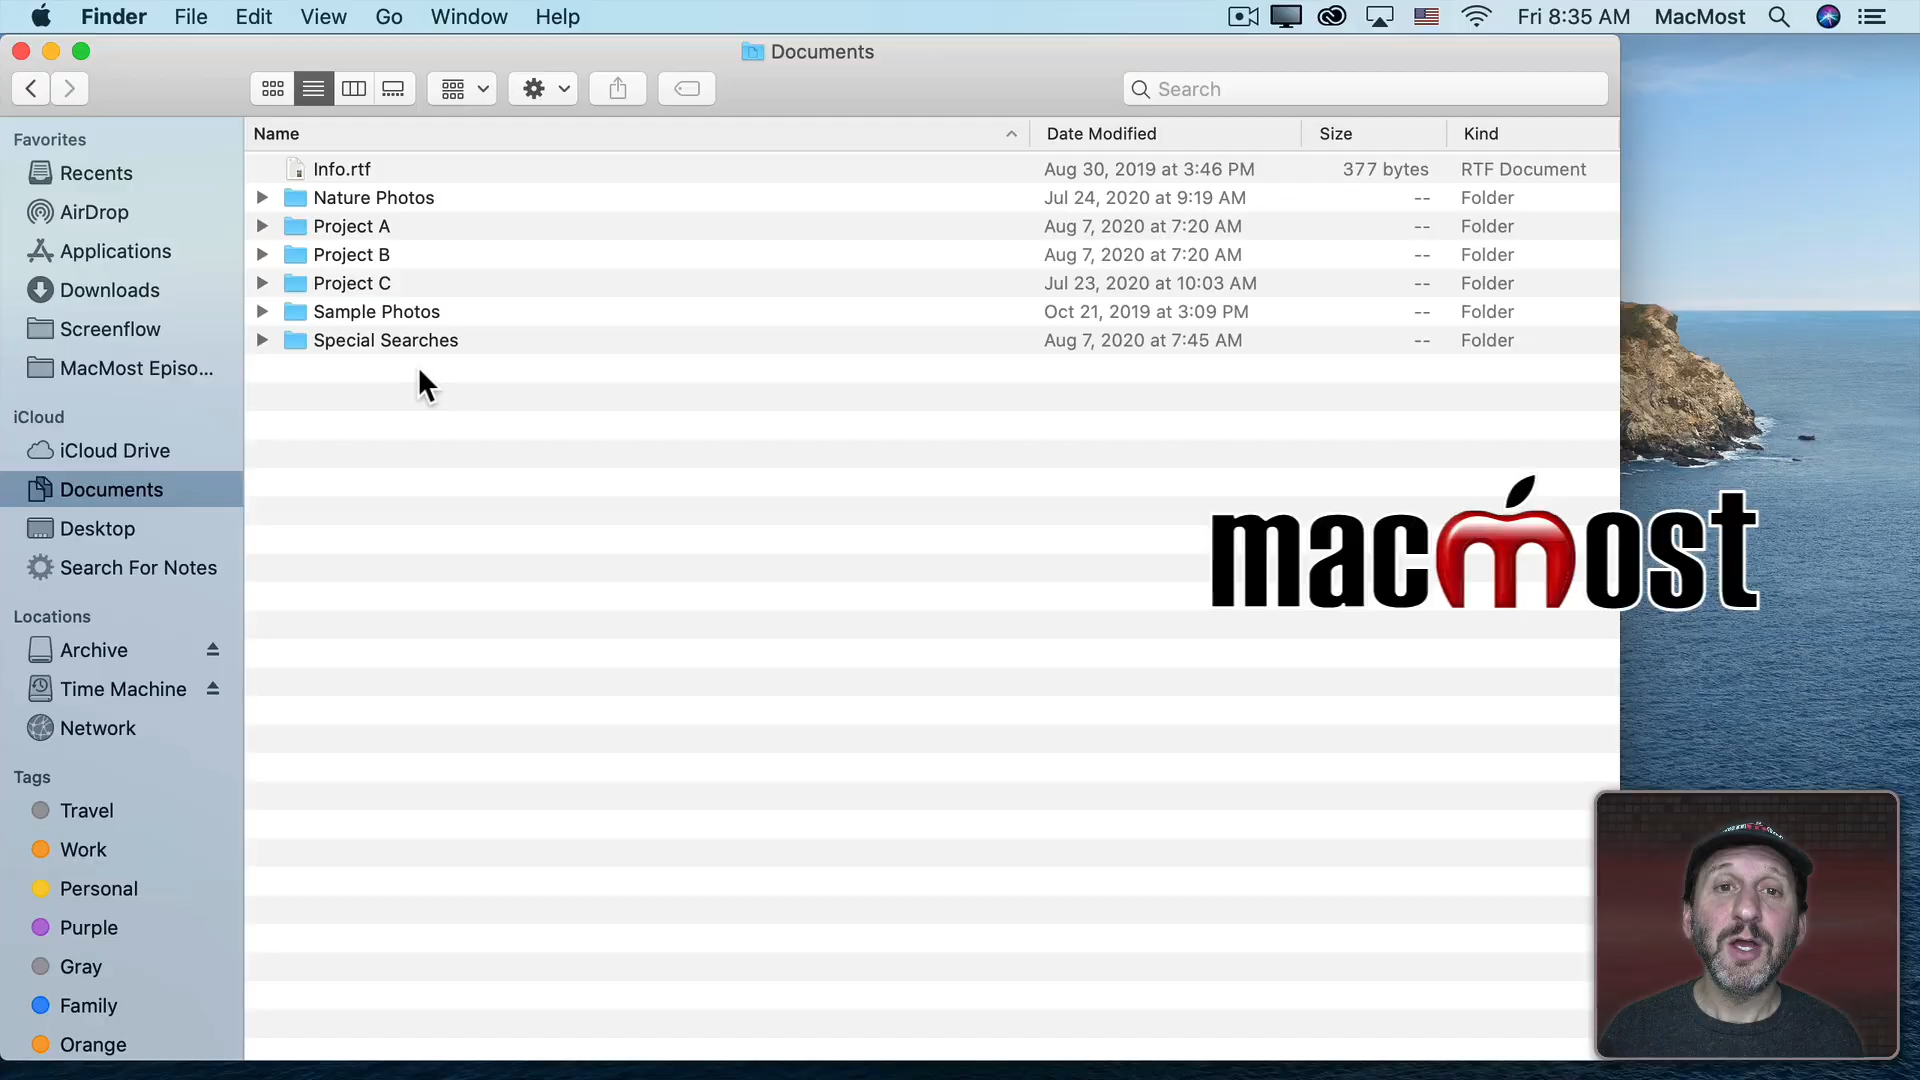 Finder File Edit View Go Window Help Fri 8:35 AM MacMost
Documents
Search
Favorites
Recents
AirDrop
Applications
Downloads
Screenflow
MacMost Episo...
iCloud
iCloud Drive
Documents
Desktop
Search For Notes
Locations
Archive
Time Machine
Network
Tags
Travel
Work
Personal
Purple
Gray
Family
Orange
Name Date Modified Size Kind
Info.rtf Aug 30, 2019 at 3:46 PM 377 bytes RTF Document
Nature Photos Jul 24, 2020 at 9:19 AM -- Folder
Project A Aug 7, 2020 at 7:20 AM -- Folder
Project B Aug 7, 2020 at 7:20 AM -- Folder
Project C Jul 23, 2020 at 10:03 AM -- Folder
Sample Photos Oct 21, 2019 at 3:09 PM -- Folder
Special Searches Aug 7, 2020 at 7:45 AM -- Folder
macmost